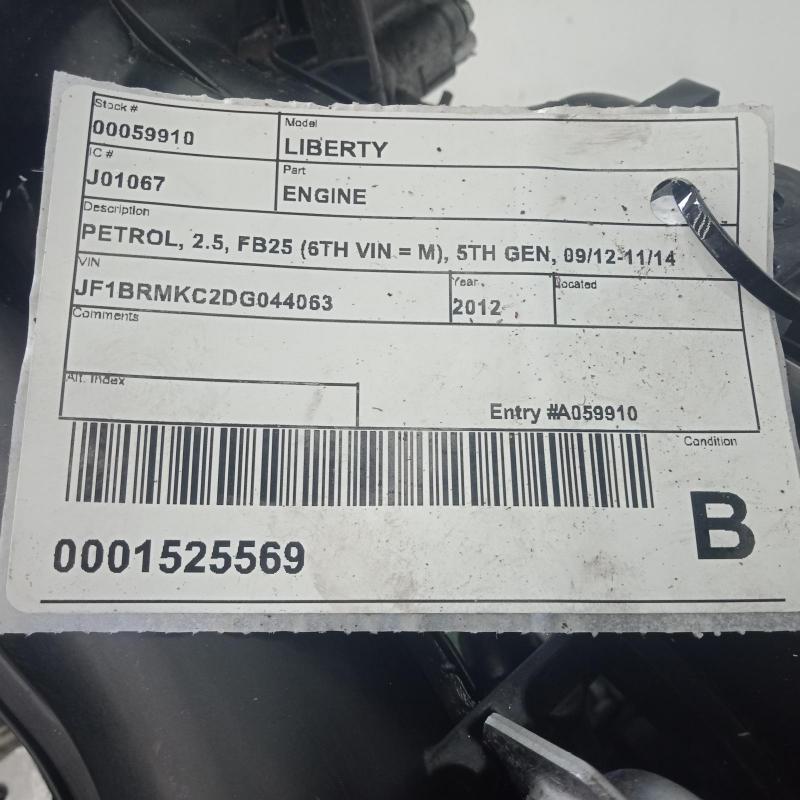 Stock #
00059910
Model
LIBERTY
IC #
J01067
Part
ENGINE
Description
PETROL, 2.5, FB25 (6TH VIN = M), 5TH GEN, 09/12-11/14
VIN
JF1BRMKC2DG044063
Year
2012
Located
Comments
Alt. Index
Entry #A059910
Condition
B
0001525569